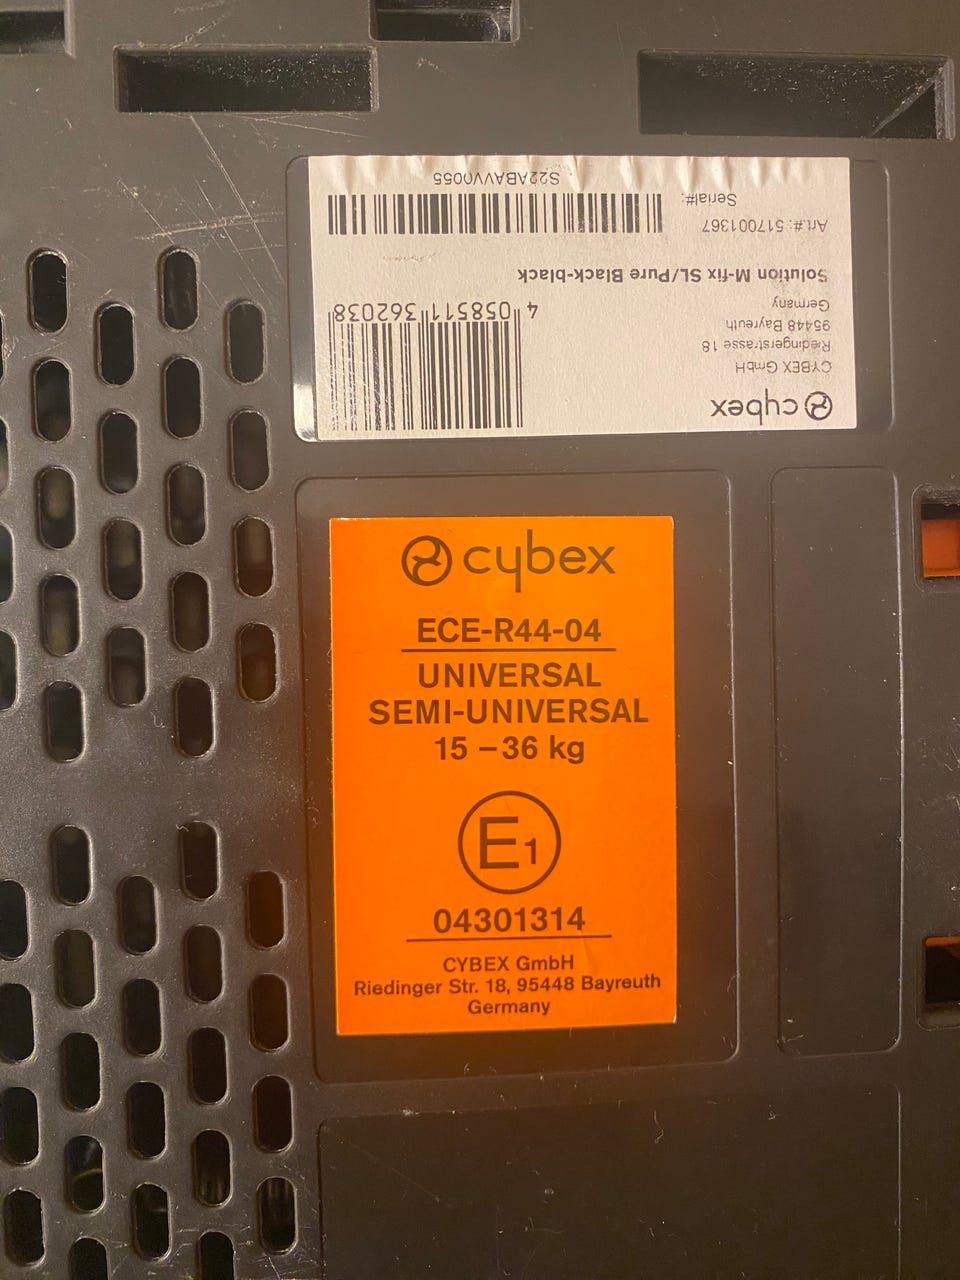 cybex
CYBEX GmbH
Riedingerstrasse 18
95448 Bayreuth
Germany
4 058511 362038
Solution M-fix SL/Pure Black-black
Art.#: 517001367
Serial#:
S22ABAVV0055
cybex
ECE-R44-04
UNIVERSAL
SEMI-UNIVERSAL
15 – 36 kg
E1
04301314
CYBEX GmbH
Riedinger Str. 18, 95448 Bayreuth
Germany